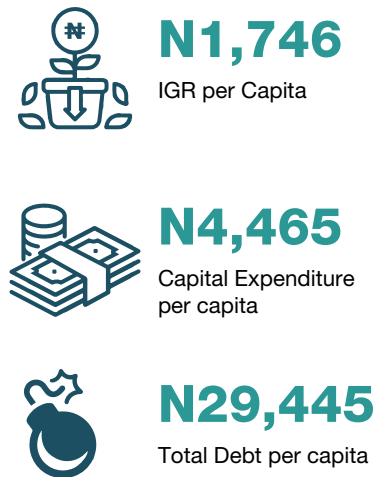 ₦
N1,746
IGR per Capita
N4,465
Capital Expenditure
per capita
N29,445
Total Debt per capita